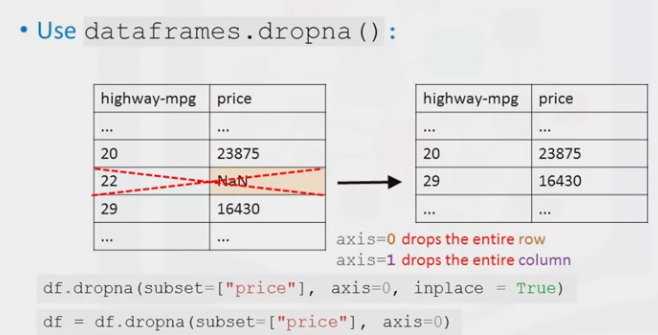 • Use dataframes.dropna():
highway-mpg price highway-mpg price
... ... ... ...
20 23875 20 23875
22 NaN 29 16430
29 16430 ... ...
... ...
axis=0 drops the entire row
axis=1 drops the entire column
df.dropna(subset=["price"], axis=0, inplace = True)
df = df.dropna(subset=["price"], axis=0)